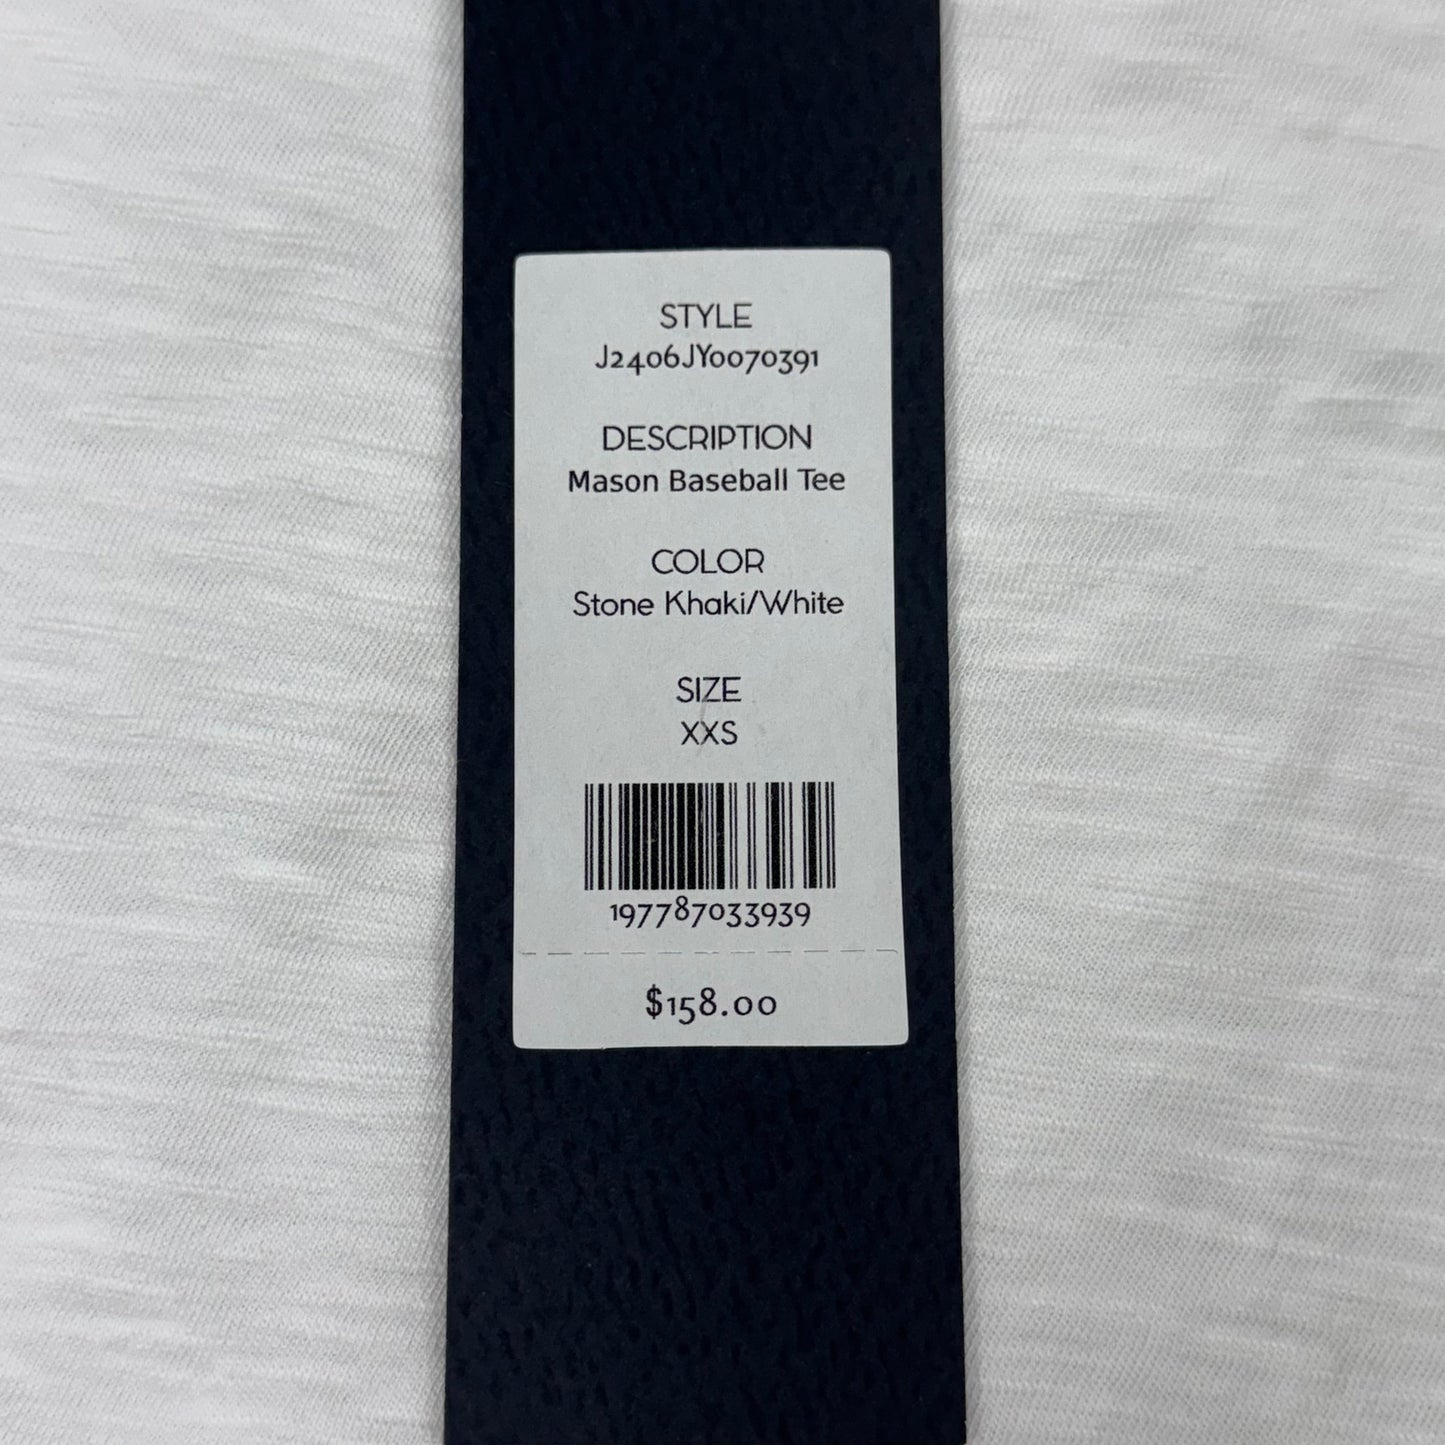 STYLE
J2406JY0070391
DESCRIPTION
Mason Baseball Tee
COLOR
Stone Khaki/White
SIZE
XXS
197787033939
$158.00